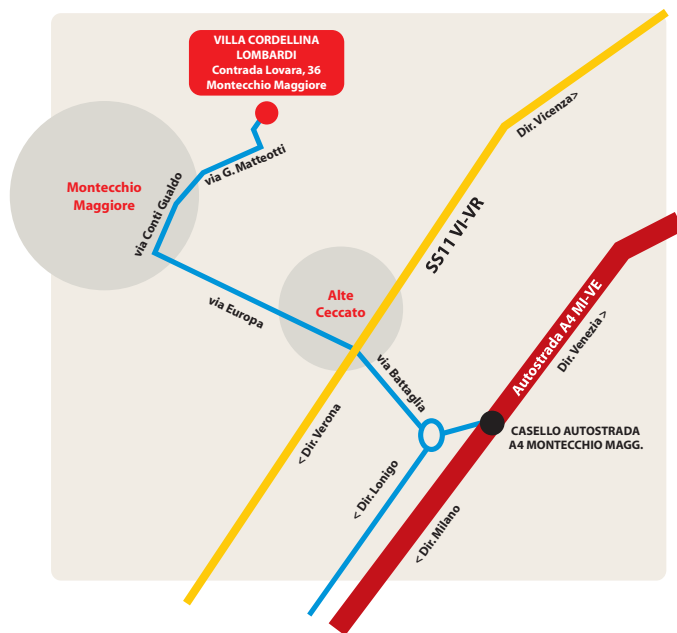 VILLA CORDELLINA
LOMBARDI
Contrada Lovara, 36
Montecchio Maggiore
Dir. Vicenza>
via G. Matteotti
Montecchio
Maggiore
via Conti Gualdo
SS11 VI-VR
Alte
Ceccato
via Europa
Autostrada A4 MI-VE
Dir. Venezia>
via Battaglia
< Dir. Verona
CASELLO AUTOSTRADA
A4 MONTECCHIO MAGG.
< Dir. Lonigo
< Dir. Milano